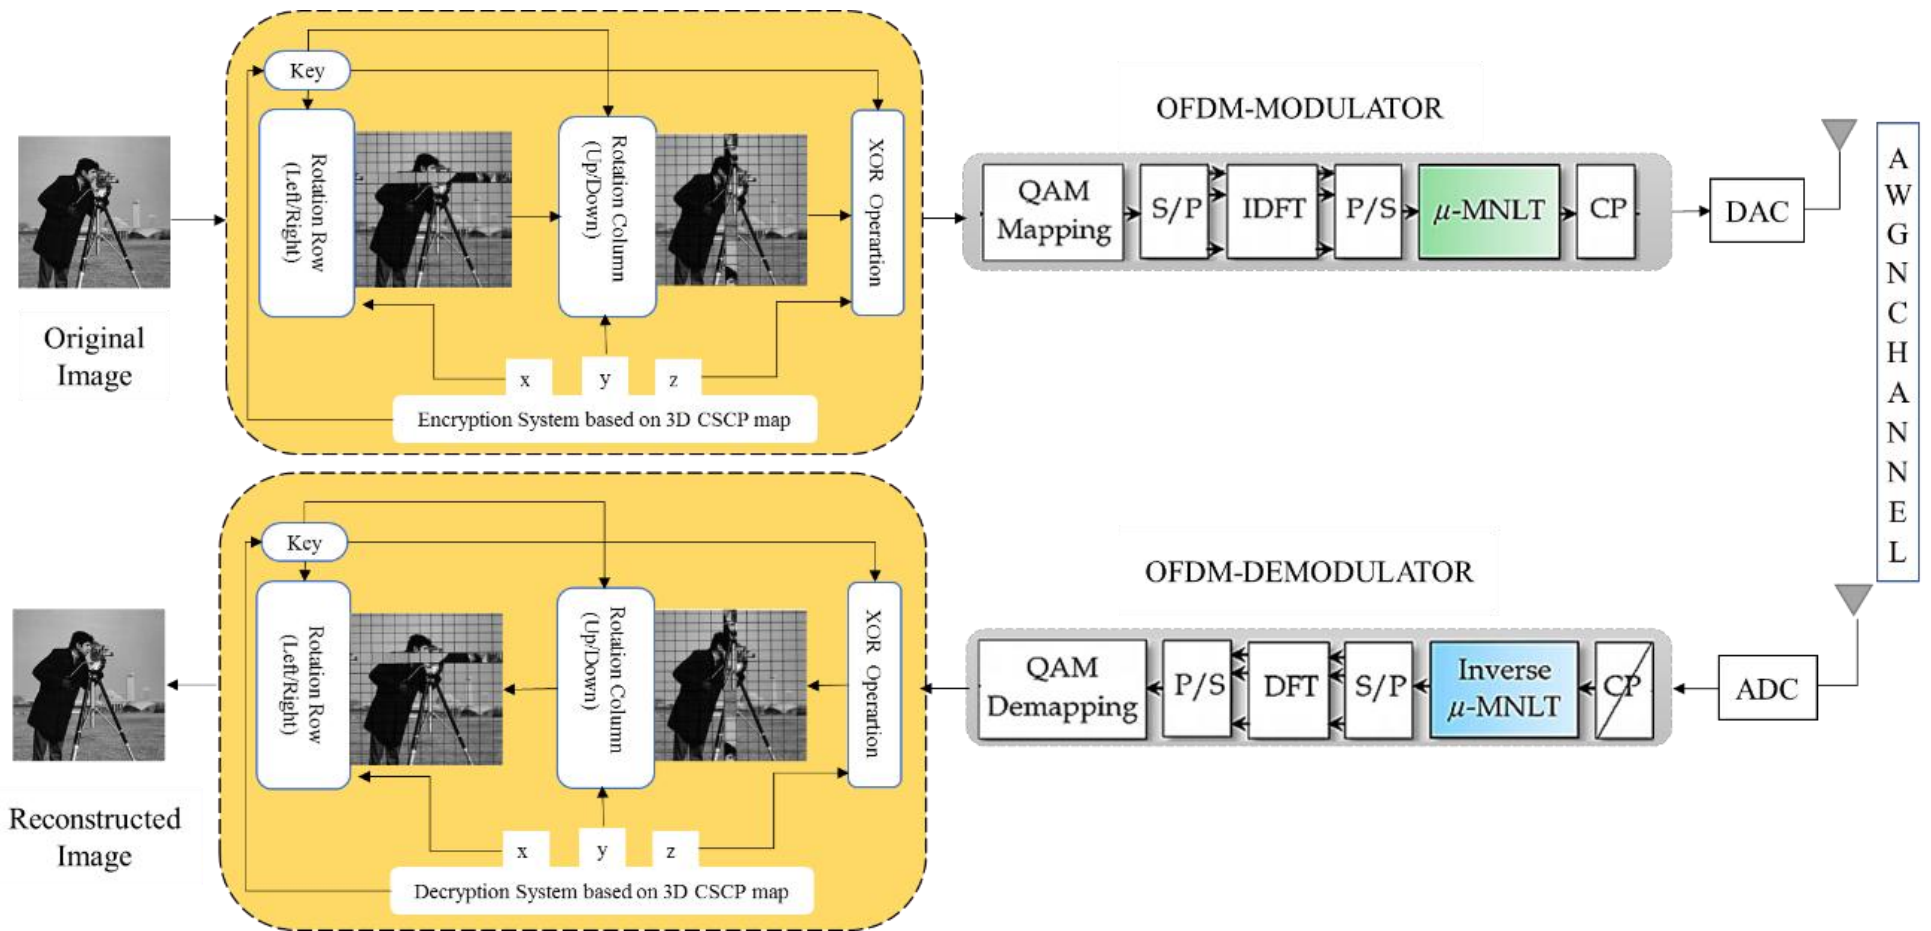 Key
Rotation Row
(Left/Right)
Rotation Column
(Up/Down)
XOR Operartion
x
y
z
Encryption System based on 3D CSCP map
Original
Image
OFDM-MODULATOR
QAM
Mapping
S/P
IDFT
P/S
μ-MNLT
CP
DAC
A
W
G
N
C
H
A
N
N
E
L
Key
Rotation Row
(Left/Right)
Rotation Column
(Up/Down)
XOR Operartion
x
y
z
Decryption System based on 3D CSCP map
Reconstructed
Image
OFDM-DEMODULATOR
QAM
Demapping
P/S
DFT
S/P
Inverse
μ-MNLT
CP
ADC